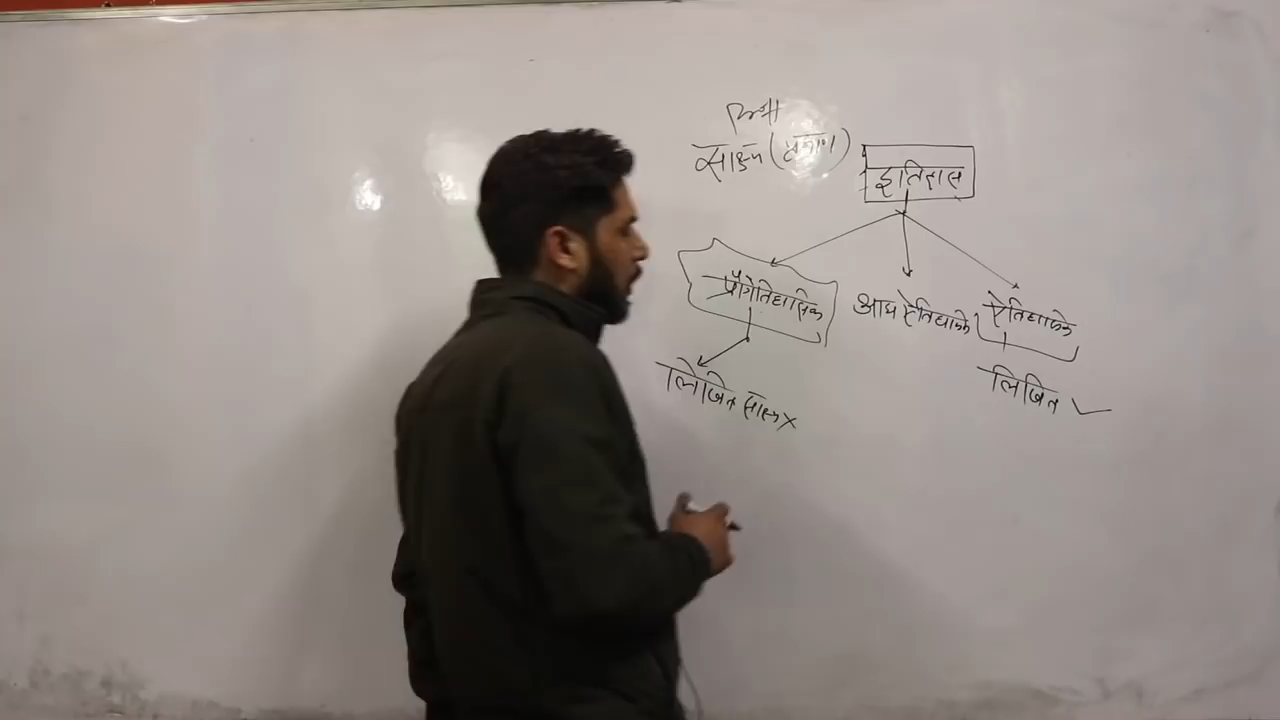 साक्ष्य (प्रमाण)
इतिहास
प्रागैतिहासिक
आद्य ऐतिहासिक
ऐतिहासिक
लिखित साक्ष्य X
लिखित ✓